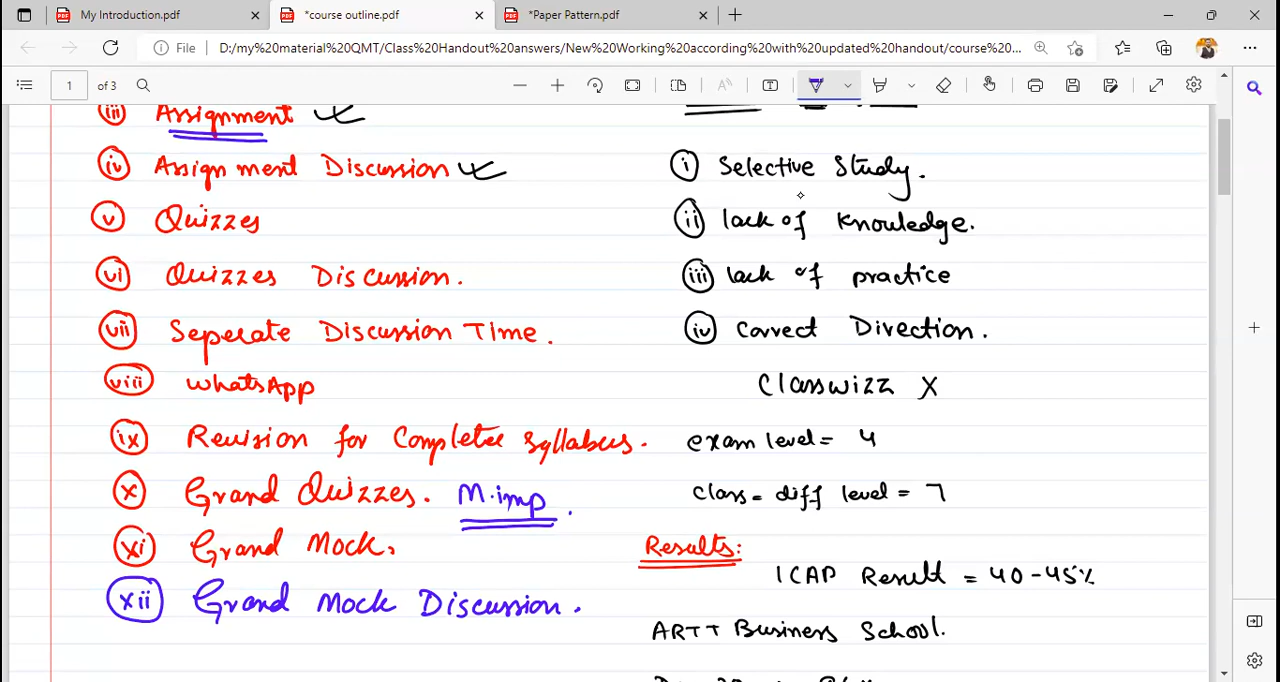 My Introduction.pdf
*course outline.pdf
*Paper Pattern.pdf
File
D:/my%20material%20QMT/Class%20Handout%20answers/New%20Working%20according%20with%20updated%20handout/course%20...
1 of 3
iii Assignment
iv Assignment Discussion
v Quizzes
vi Quizzes Discussion.
vii Seperate Discussion Time.
viii WhatsApp
ix Revision for Complete Syllabus.
x Grand Quizzes. M.imp.
xi Grand Mock.
xii Grand Mock Discussion.
i Selective Study.
ii lack of knowledge.
iii lack of practice
iv Correct Direction.
Classwizz X
exam level = 4
class = diff level = 7
Results:
ICAP Result = 40-45%
ARTT Business School.